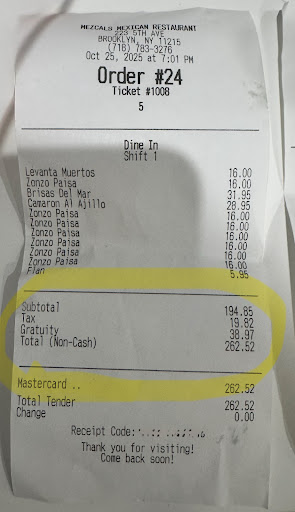 MEZCALS MEXICAN RESTAURANT
223 5TH AVE
BROOKLYN, NY 11215
(718) 783-3276
Oct 25, 2025 at 7:01 PM
Order #24
Ticket #1008
5
Dine In
Shift 1
Levanta Muertos 16.00
Zonzo Paisa 16.00
Brisas Del Mar 31.95
Camaron Al Ajillo 28.95
Zonzo Paisa 16.00
Zonzo Paisa 16.00
Zonzo Paisa 16.00
Zonzo Paisa 16.00
Zonzo Paisa 16.00
Zonzo Paisa 16.00
Flan 5.95
Subtotal 194.85
Tax 19.82
Gratuity 38.97
Total (Non-Cash) 262.52
Mastercard .. 262.52
Total Tender 262.52
Change 0.00
Receipt Code:
Thank you for visiting!
Come back soon!